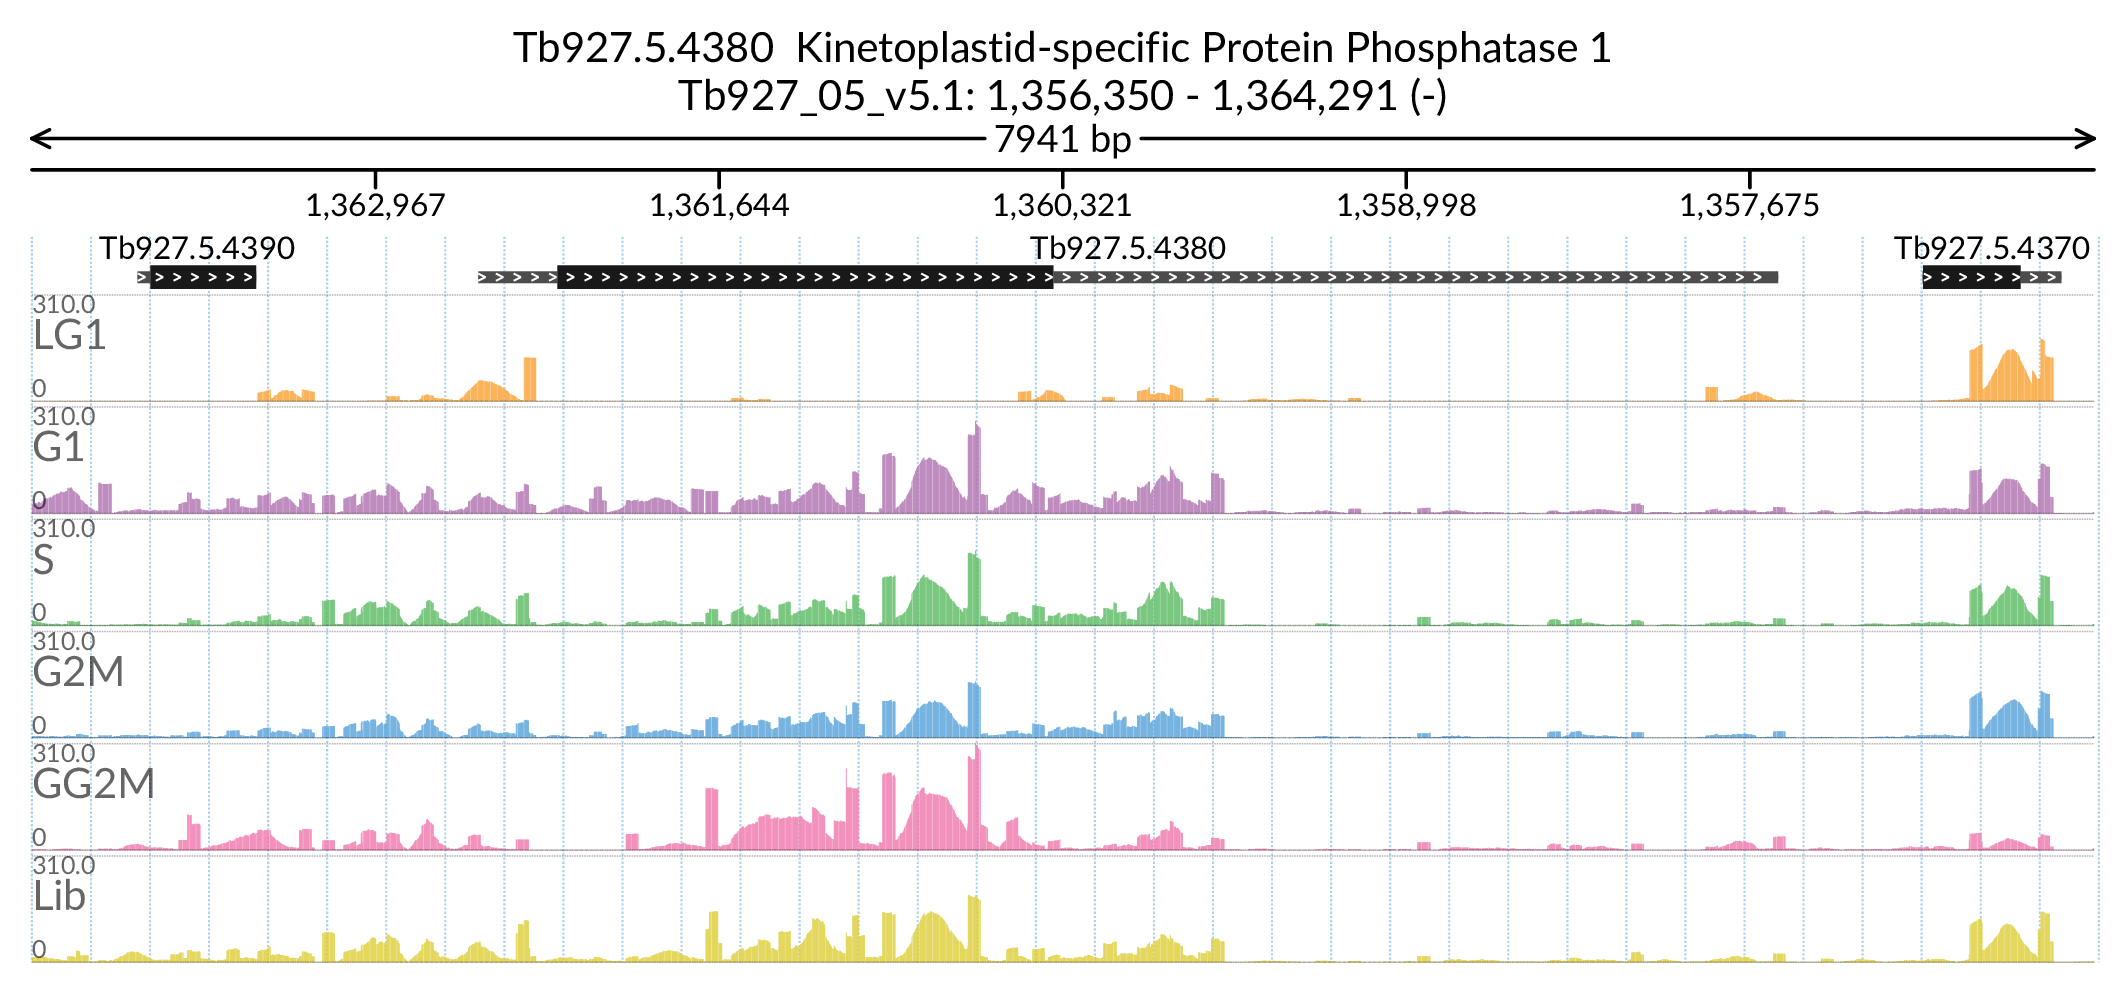 Tb927.5.4380 Kinetoplastid-specific Protein Phosphatase 1
Tb927_05_v5.1: 1,356,350 - 1,364,291 (-)
7941 bp
1,362,967 1,361,644 1,360,321 1,358,998 1,357,675
Tb927.5.4390 Tb927.5.4380 Tb927.5.4370
310.0
LG1
0
310.0
G1
0
310.0
S
0
310.0
G2M
0
310.0
GG2M
0
310.0
Lib
0